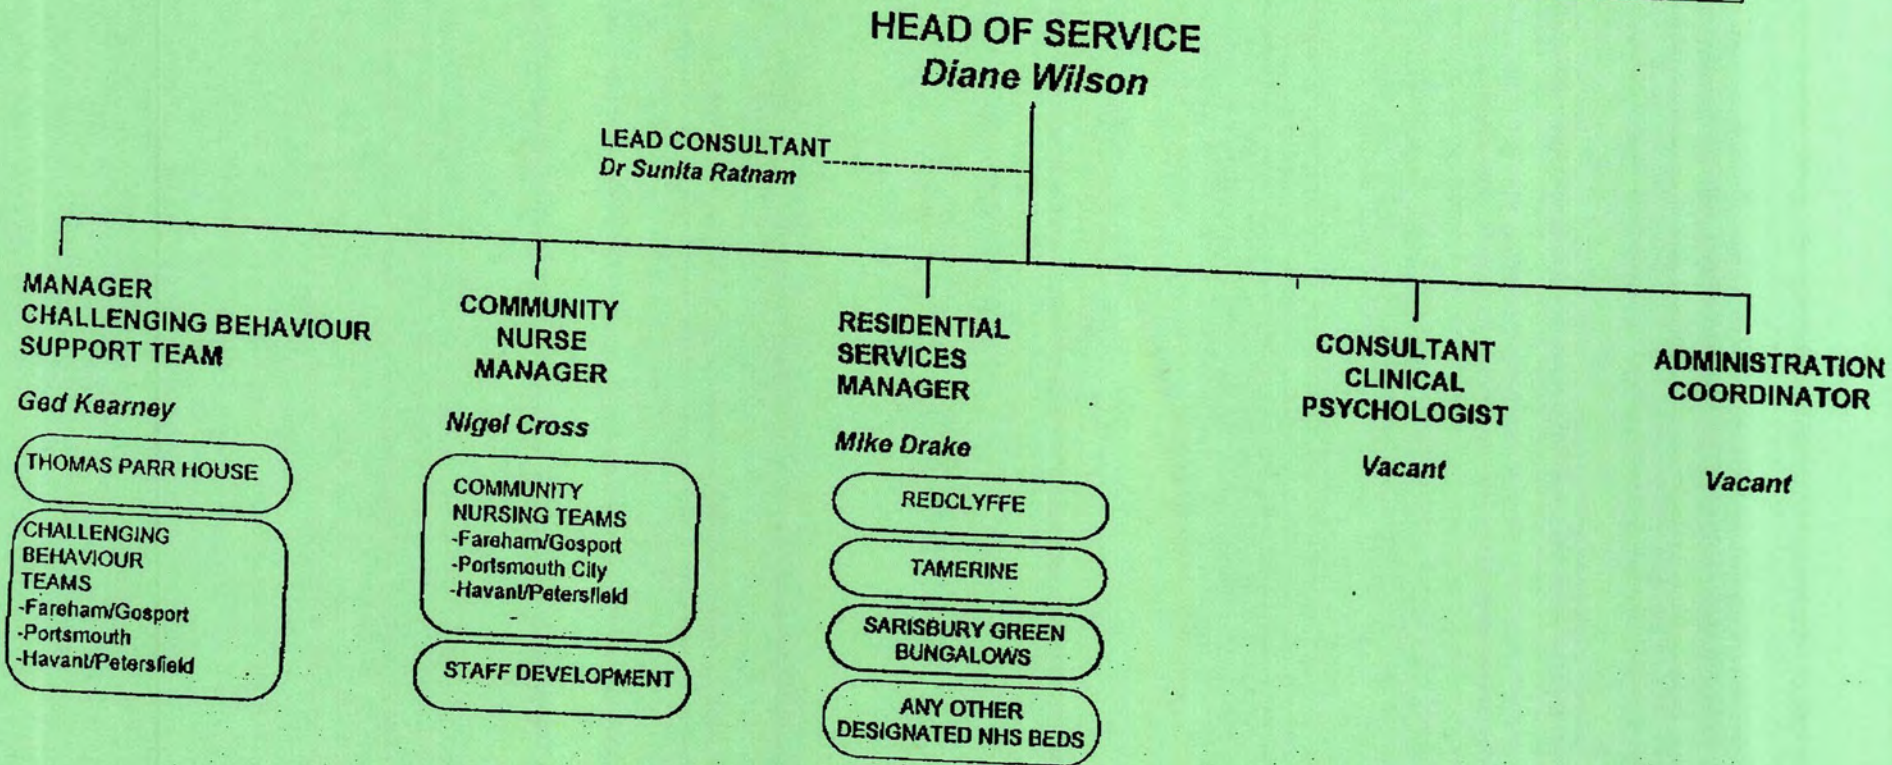 HEAD OF SERVICE
Diane Wilson
LEAD CONSULTANT
Dr Sunita Ratnam
MANAGER
CHALLENGING BEHAVIOUR
SUPPORT TEAM
Ged Kearney
THOMAS PARR HOUSE
CHALLENGING
BEHAVIOUR
TEAMS
-Fareham/Gosport
-Portsmouth
-Havant/Petersfield
COMMUNITY
NURSE
MANAGER
Nigel Cross
COMMUNITY
NURSING TEAMS
-Fareham/Gosport
-Portsmouth City
-Havant/Petersfield
STAFF DEVELOPMENT
RESIDENTIAL
SERVICES
MANAGER
Mike Drake
REDCLYFFE
TAMERINE
SARISBURY GREEN
BUNGALOWS
ANY OTHER
DESIGNATED NHS BEDS
CONSULTANT
CLINICAL
PSYCHOLOGIST
Vacant
ADMINISTRATION
COORDINATOR
Vacant